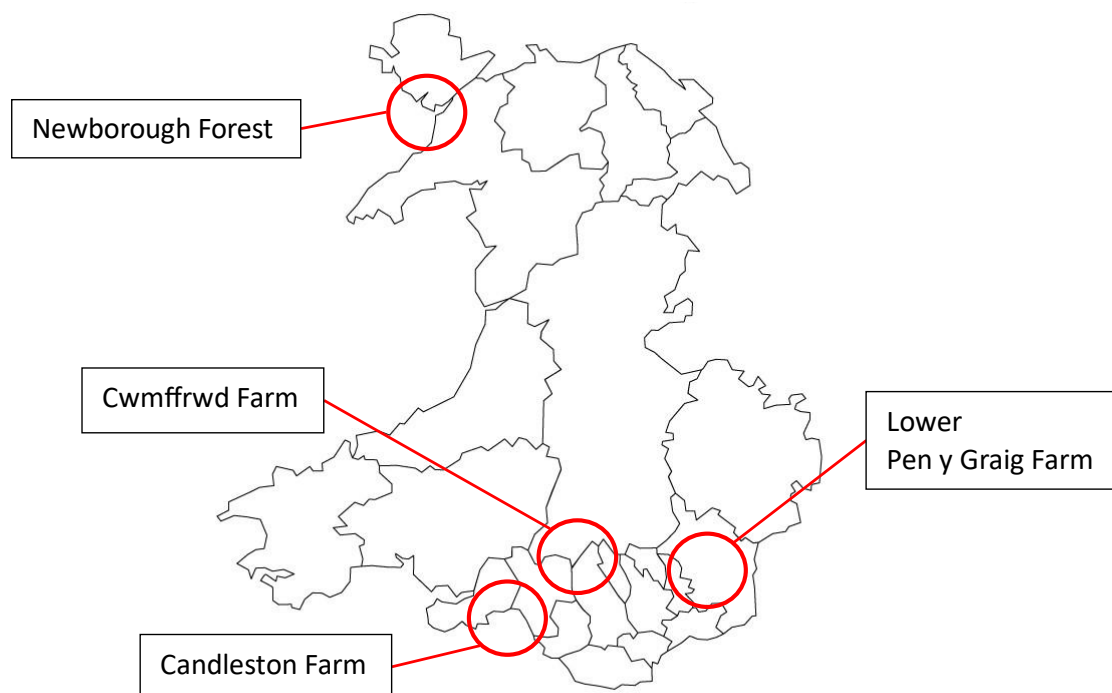 Newborough Forest
Cwmffrwd Farm
Lower
Pen y Graig Farm
Candleston Farm